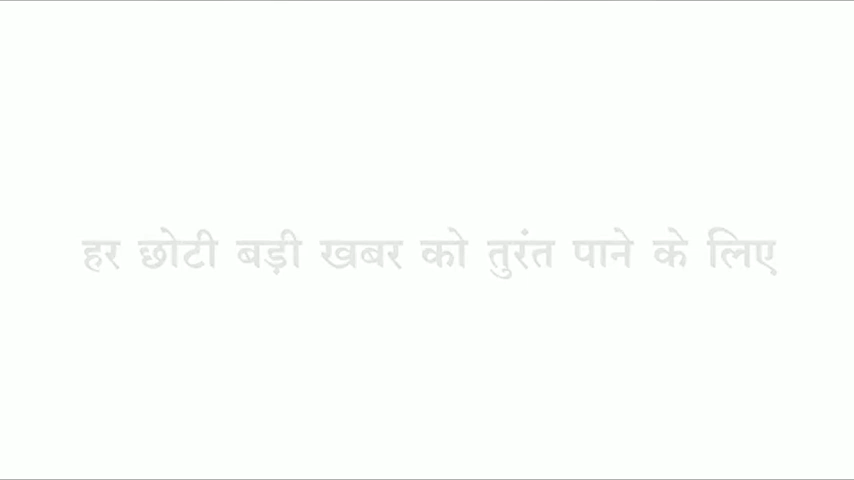 हर छोटी बड़ी खबर को तुरंत पाने के लिए